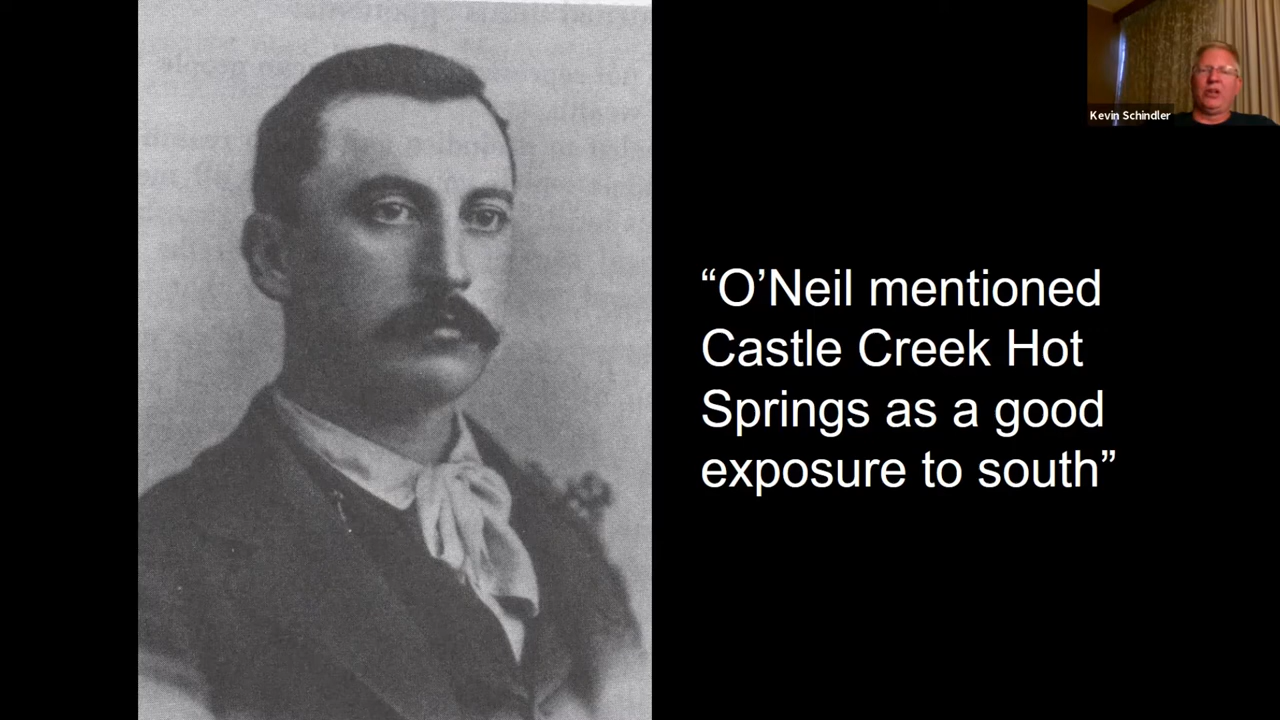 Kevin Schindler
“O’Neil mentioned
Castle Creek Hot
Springs as a good
exposure to south”